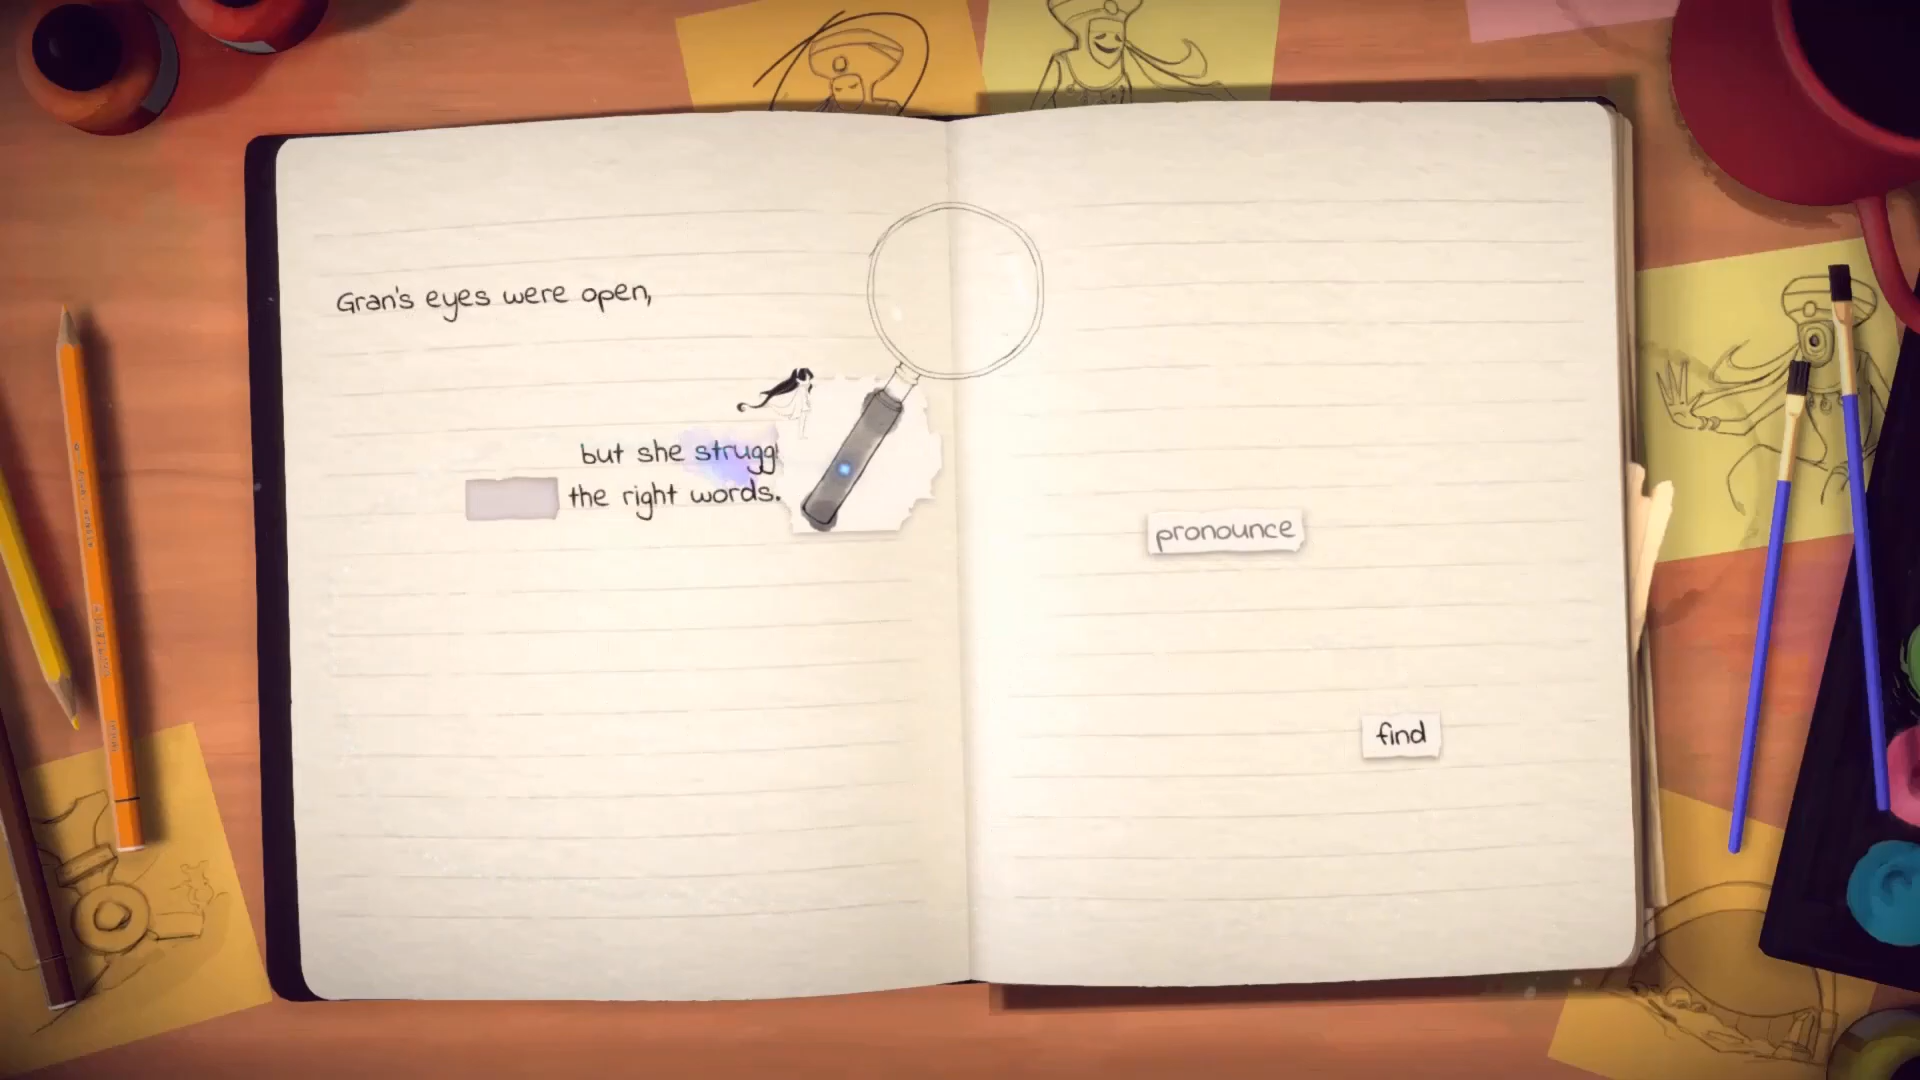 Gran's eyes were open,
but she strugg
the right words.
pronounce
find